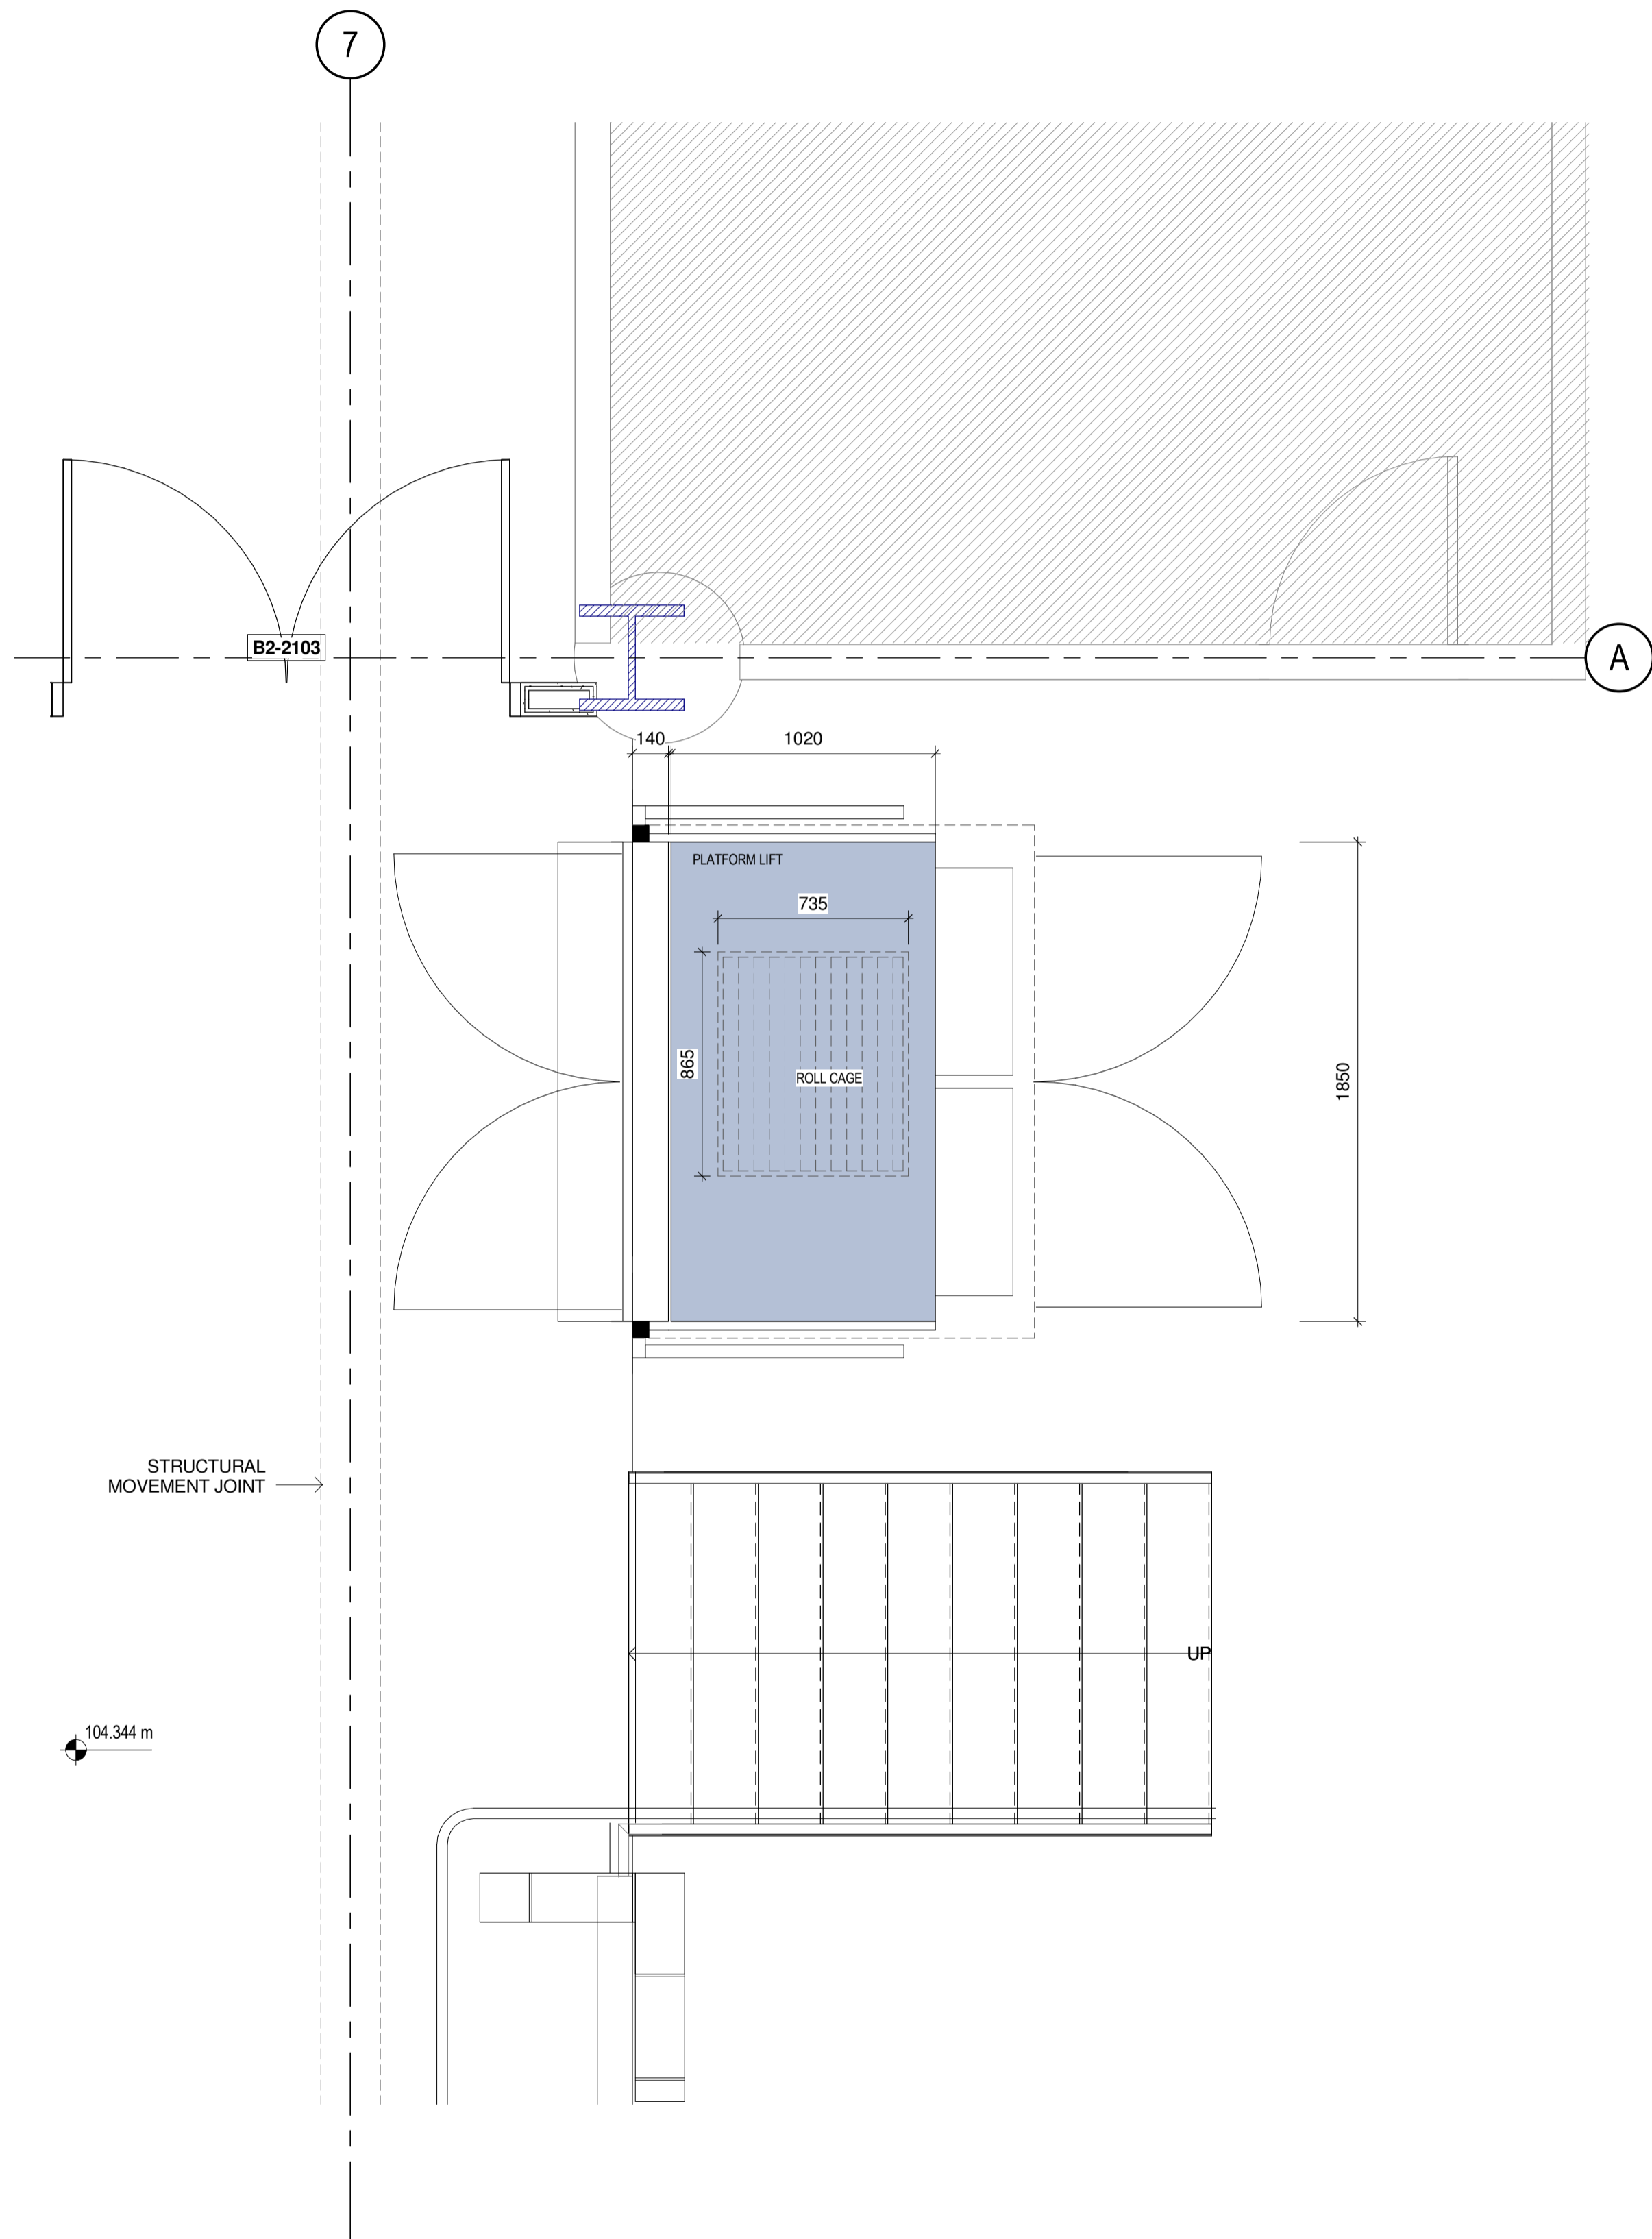 7
B2-2103
A
140
1020
PLATFORM LIFT
735
865
ROLL CAGE
1850
STRUCTURAL
MOVEMENT JOINT
UP
104.344 m